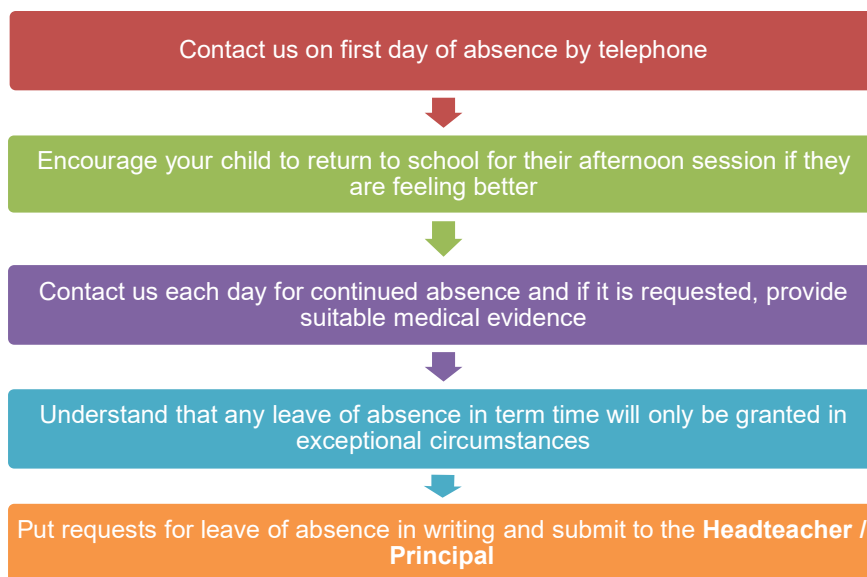 Contact us on first day of absence by telephone
Encourage your child to return to school for their afternoon session if they
are feeling better
Contact us each day for continued absence and if it is requested, provide
suitable medical evidence
Understand that any leave of absence in term time will only be granted in
exceptional circumstances
Put requests for leave of absence in writing and submit to the Headteacher /
Principal